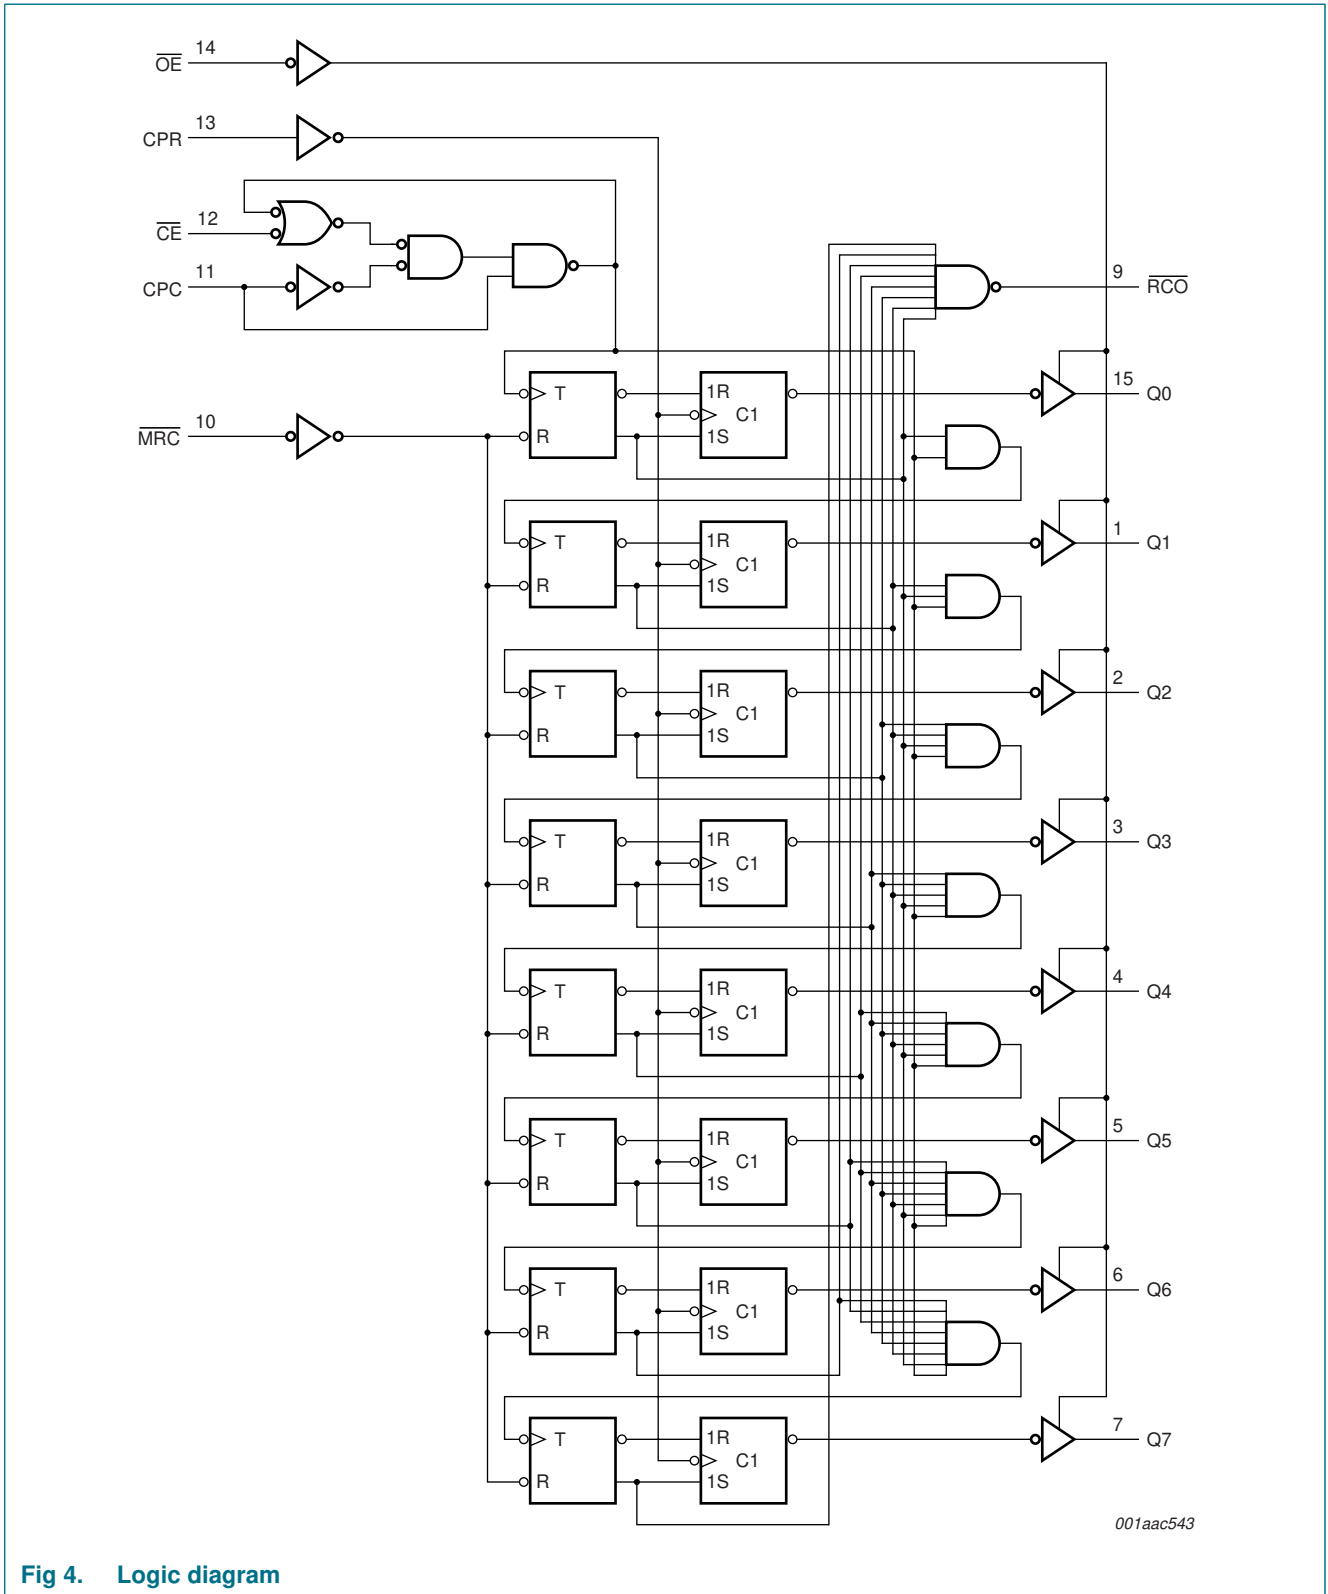 OE 14
13
CPR
12
CE
11
CPC
9
RCO
T 1R C1 15
Q0
10
MRC R 1S
T 1R C1 1
Q1
R 1S
T 1R C1 2
Q2
R 1S
T 1R C1 3
Q3
R 1S
T 1R C1 4
Q4
R 1S
T 1R C1 5
Q5
R 1S
T 1R C1 6
Q6
R 1S
T 1R C1 7
Q7
R 1S
001aac543
Fig 4. Logic diagram